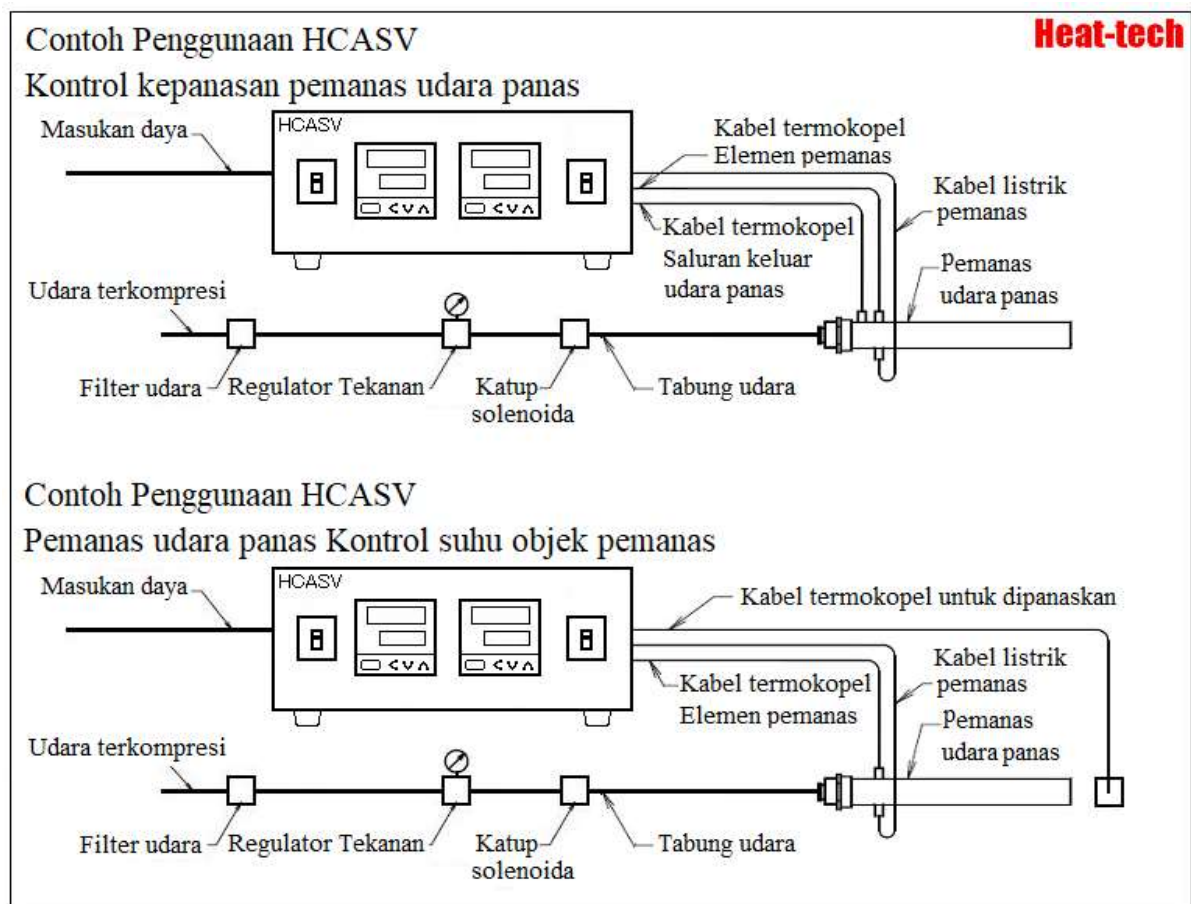 Contoh Penggunaan HCASV
Heat-tech
Kontrol kepanasan pemanas udara panas
Masukan daya
HCASV
Kabel termokopel
Elemen pemanas
Kabel listrik
pemanas
Kabel termokopel
Saluran keluar
udara panas
Pemanas
udara panas
Udara terkompresi
Filter udara
Regulator Tekanan
Katup
solenoida
Tabung udara
Contoh Penggunaan HCASV
Pemanas udara panas Kontrol suhu objek pemanas
Masukan daya
HCASV
Kabel termokopel untuk dipanaskan
Kabel listrik
pemanas
Kabel termokopel
Elemen pemanas
Pemanas
udara panas
Udara terkompresi
Filter udara
Regulator Tekanan
Katup
solenoida
Tabung udara